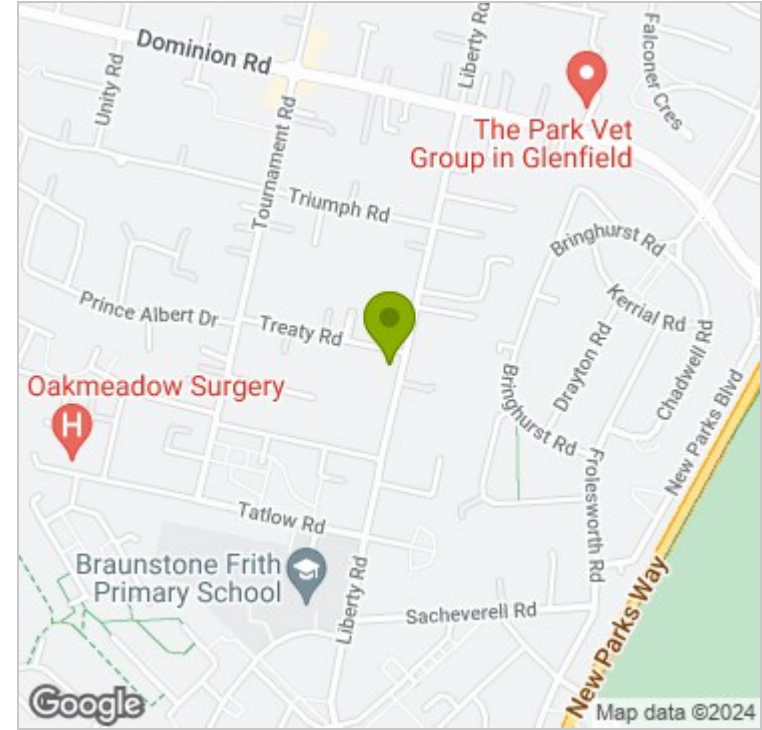 Dominion Rd
Unity Rd
Liberty Rd
Falconer Cres
The Park Vet
Group in Glenfield
Tournament Rd
Triumph Rd
Bringhurst Rd
Kerrial Rd
Prince Albert Dr
Treaty Rd
Drayton Rd
Chadwell Rd
New Parks Blvd
Oakmeadow Surgery
H
Bringhurst Rd
Frolesworth Rd
Tatlow Rd
Braunstone Frith
Primary School
Liberty Rd
Sacheverell Rd
New Parks Way
Google
Map data ©2024